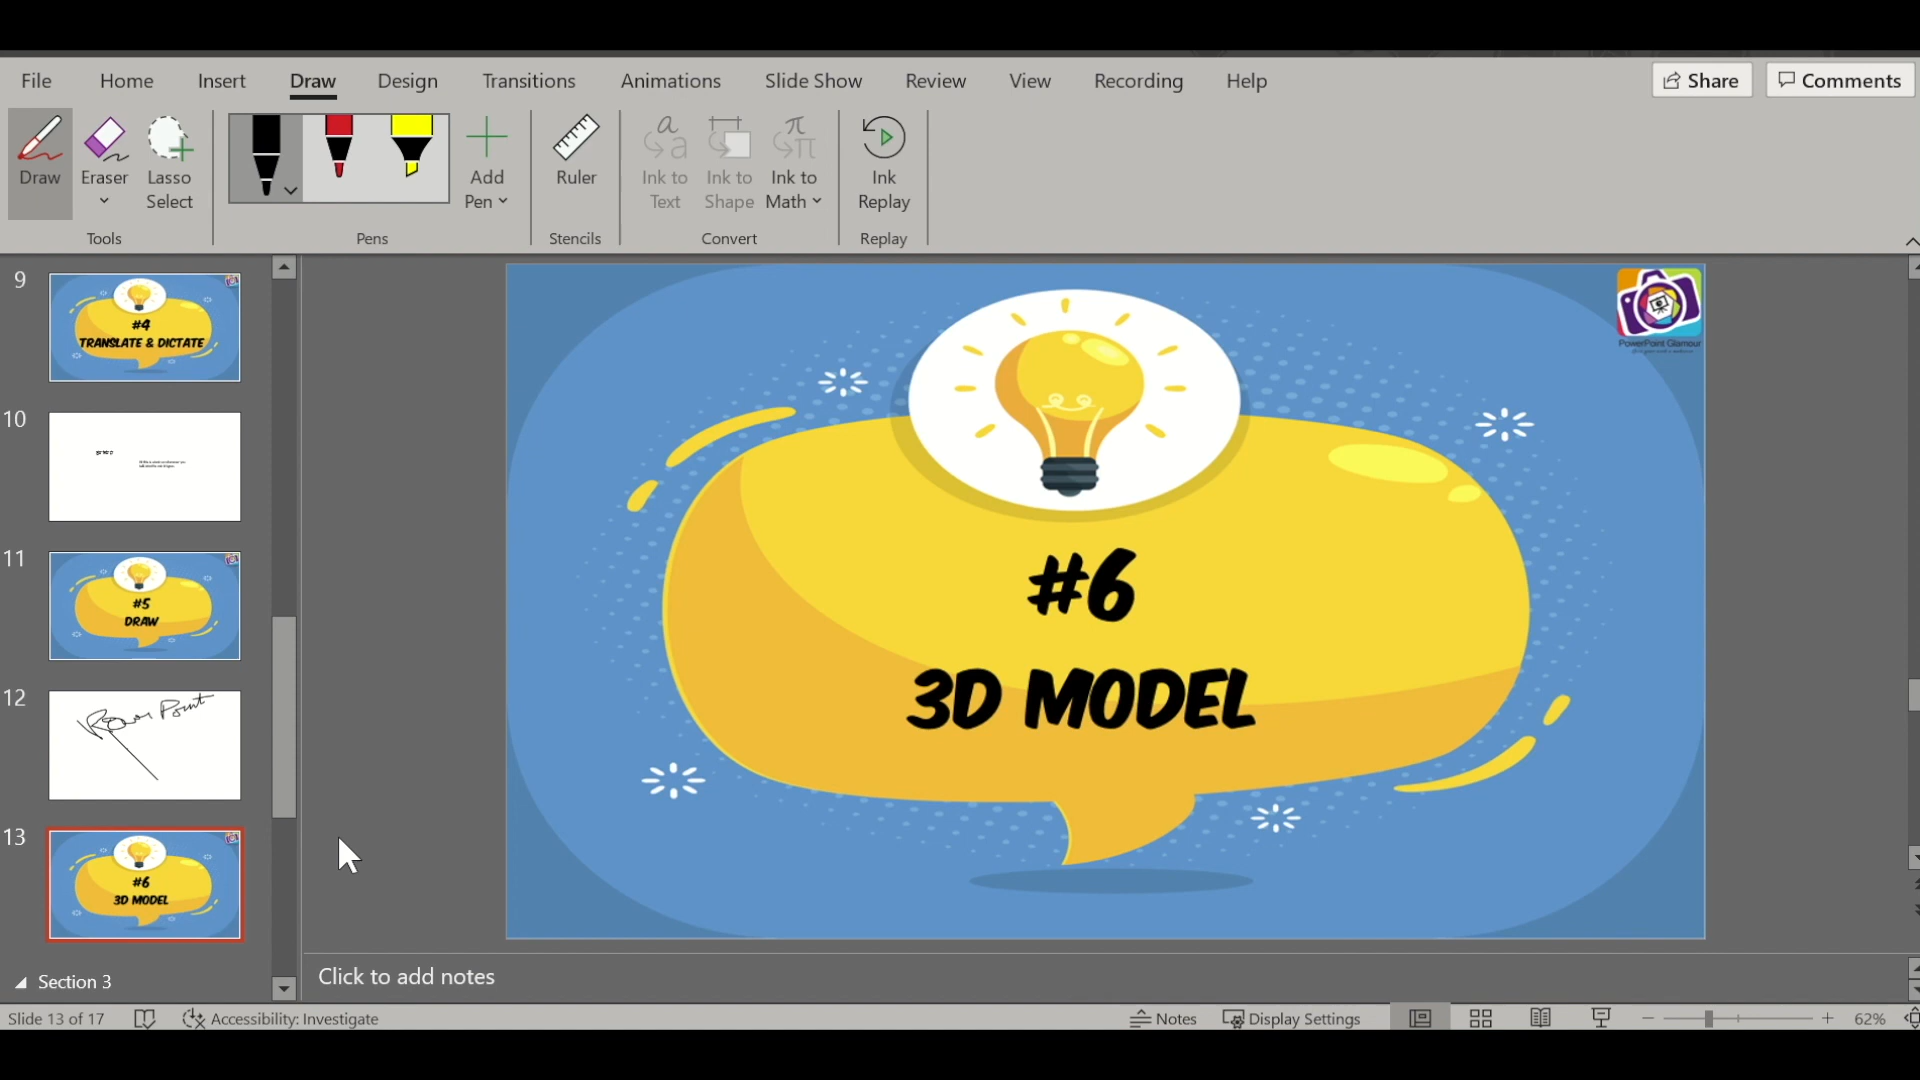 File Home Insert Draw Design Transitions Animations Slide Show Review View Recording Help Share Comments
Draw Eraser Lasso Select Add Pen Ruler Ink to Text Ink to Shape Ink to Math Ink Replay
Tools Pens Stencils Convert Replay
9
#4
TRANSLATE & DICTATE
10
11
#5
DRAW
12
PowerPoint
13
#6
3D MODEL
Section 3
PowerPoint Glamour
#6
3D MODEL
Click to add notes
Slide 13 of 17 Accessibility: Investigate Notes Display Settings 62%